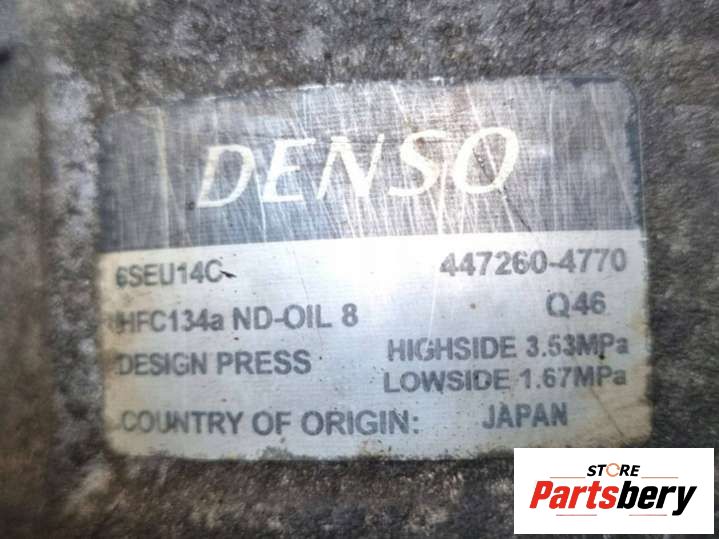 DENSO
6SEU14C 447260-4770
HFC134a ND-OIL 8 Q46
DESIGN PRESS HIGHSIDE 3.53MPa
LOWSIDE 1.67MPa
COUNTRY OF ORIGIN: JAPAN
STORE
Partsbery